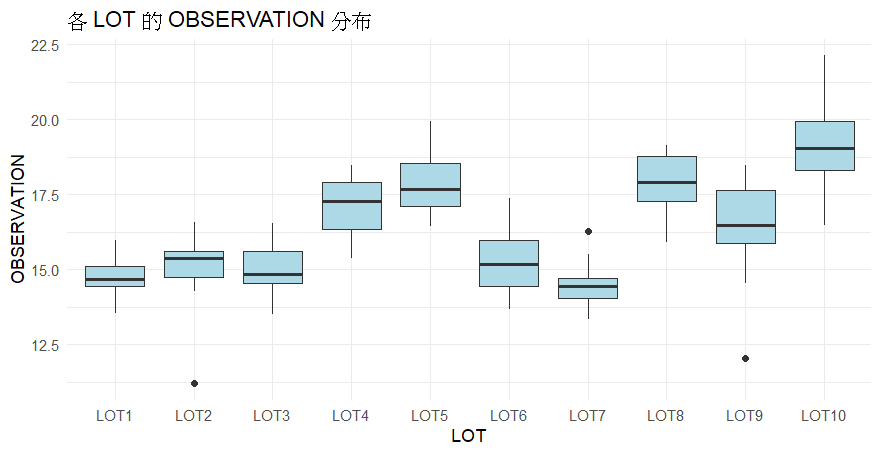 各 LOT 的 OBSERVATION 分布
OBSERVATION
22.5
20.0
17.5
15.0
12.5
LOT1 LOT2 LOT3 LOT4 LOT5 LOT6 LOT7 LOT8 LOT9 LOT10
LOT